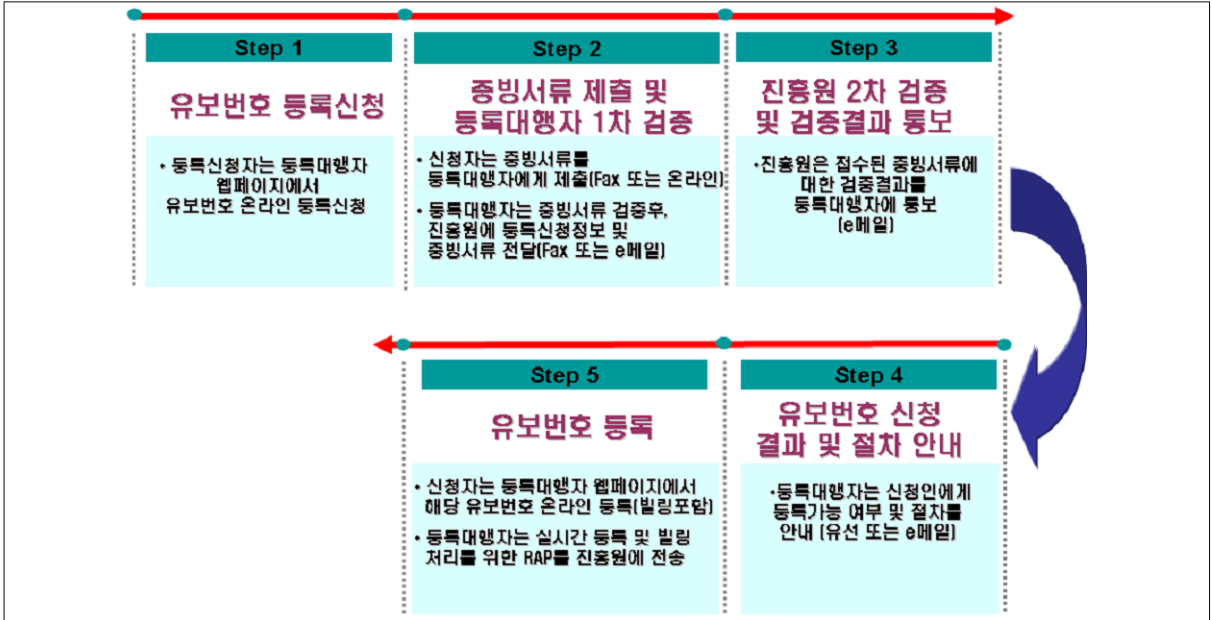 Step 1
유보번호 등록신청
• 등록신청자는 등록대행자
웹페이지에서
유보번호 온라인 등록신청
Step 2
증빙서류 제출 및
등록대행자 1차 검증
• 신청자는 증빙서류를
등록대행자에게 제출(Fax 또는 온라인)
• 등록대행자는 증빙서류 검증후,
진흥원에 등록신청정보 및
증빙서류 전달(Fax 또는 e메일)
Step 3
진흥원 2차 검증
및 검증결과 통보
•진흥원은 접수된 증빙서류에
대한 검증결과를
등록대행자에 통보
(e메일)
Step 4
유보번호 신청
결과 및 절차 안내
•등록대행자는 신청인에게
등록가능 여부 및 절차를
안내 (유선 또는 e메일)
Step 5
유보번호 등록
• 신청자는 등록대행자 웹페이지에서
해당 유보번호 온라인 등록(빌링포함)
• 등록대행자는 실시간 등록 및 빌링
처리를 위한 RAP를 진흥원에 전송